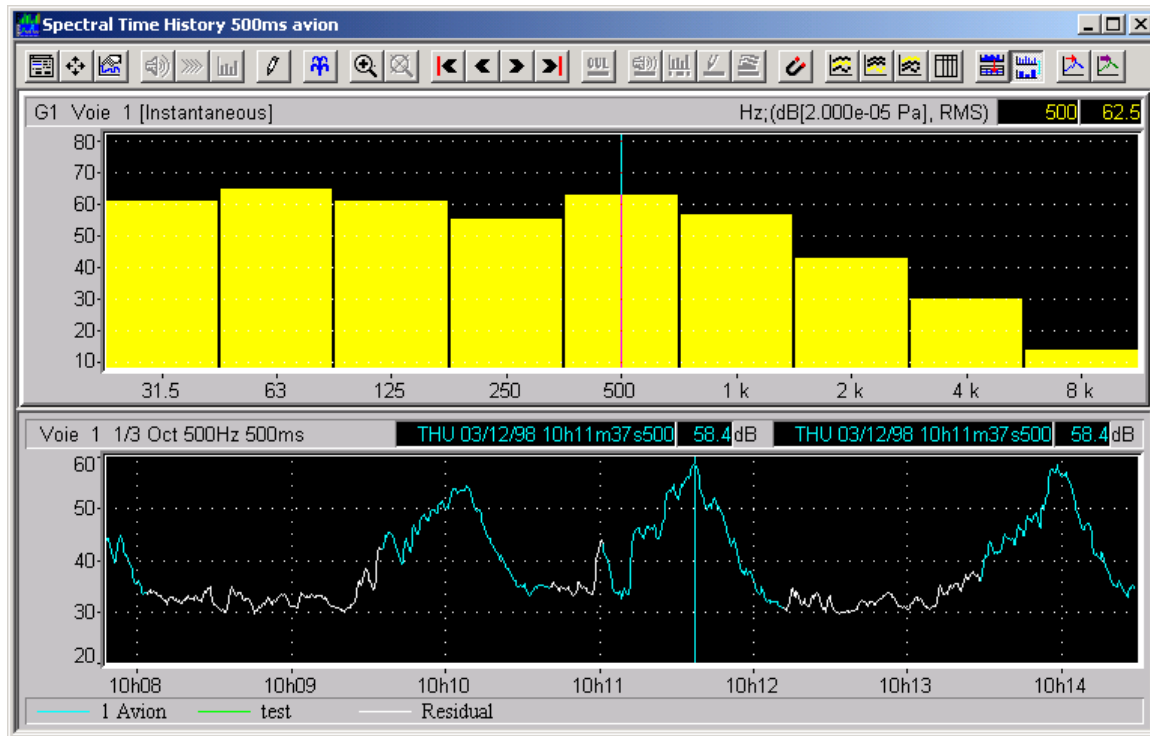 Spectral Time History 500ms avion
OVL
G1 Voie 1 [Instantaneous] Hz;(dB[2.000e-05 Pa], RMS) 500 62.5
80
70
60
50
40
30
20
10
31.5 63 125 250 500 1 k 2 k 4 k 8 k
Voie 1 1/3 Oct 500Hz 500ms THU 03/12/98 10h11m37s500 58.4 dB THU 03/12/98 10h11m37s500 58.4 dB
60
50
40
30
20
10h08 10h09 10h10 10h11 10h12 10h13 10h14
1 Avion test Residual